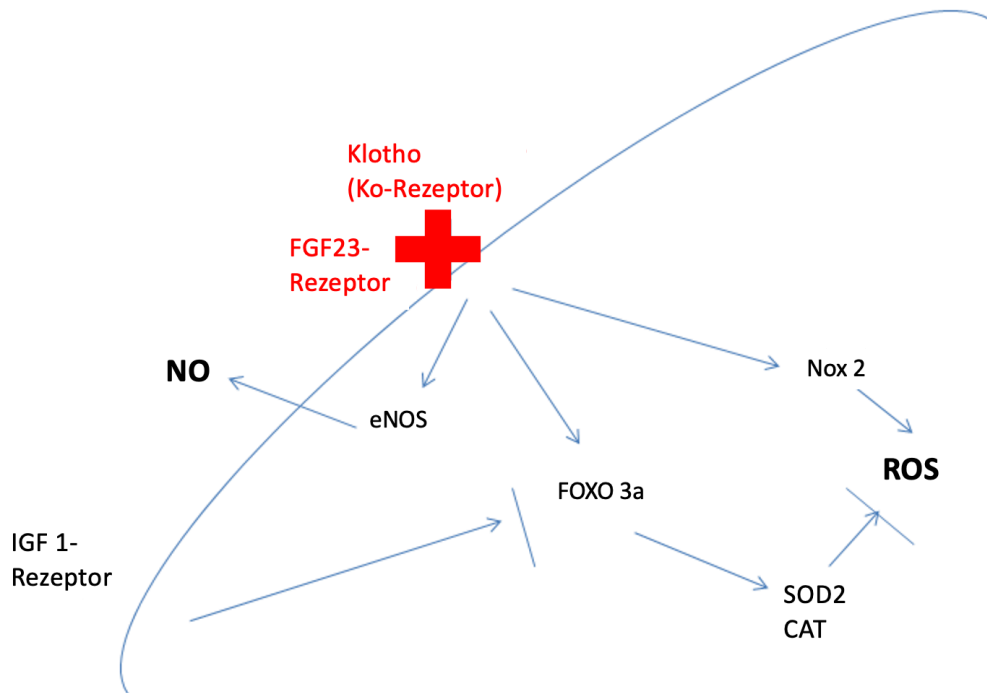 Klotho
(Ko-Rezeptor)
FGF23-
Rezeptor
NO
eNOS
Nox 2
ROS
FOXO 3a
IGF 1-
Rezeptor
SOD2
CAT